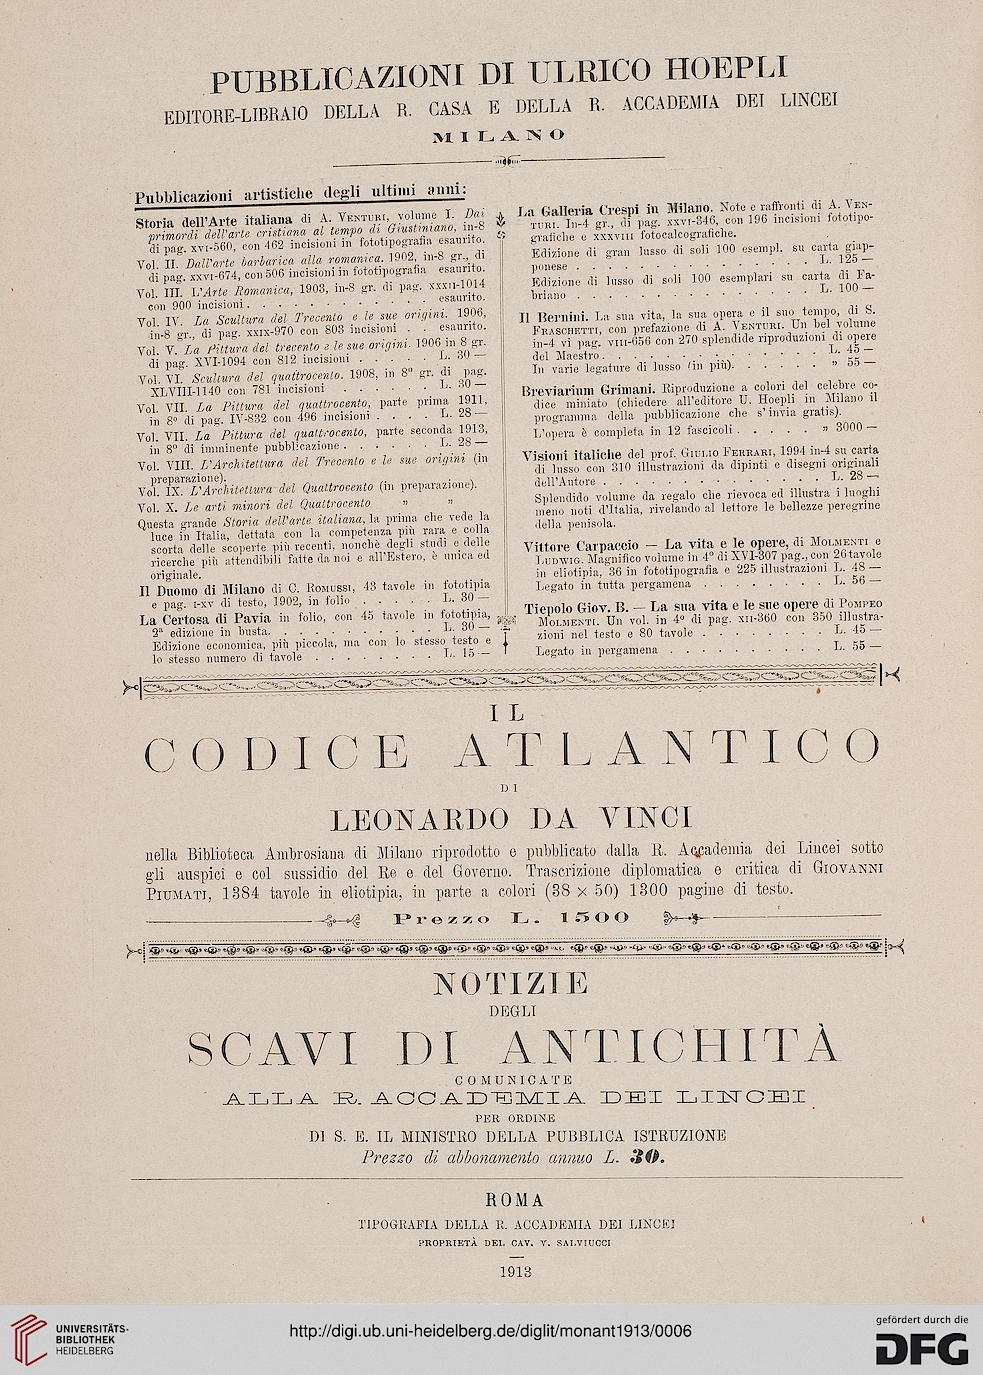 PUBBLICAZIONI DI ULRICO HOEPLI
EDITORE-LIBRAIO DELLA R. CASA E DELLA R. ACCADEMIA DEI LINCEI
MILANO
Pubblicazioni artistiche degli ultimi anni:
Storia dell'Arte italiana di A. VENTURI, volume I. Dai
primordi dell'arte cristiana al tempo di Giustiniano, in-8
di pag. XVI-560, con 462 incisioni in fototipografia esaurito.
Vol. II. Dall'arte barbarica alla romanica. 1902, in-8 gr., di
di pag. XXVI-674, con 506 incisioni in fototipografia esaurito.
Vol. III. L'Arte Romanica, 1903, in-8 gr. di pag. XXXII-1014
con 900 incisioni . . . . . . . . . . esaurito.
Vol. IV. La Scultura del Trecento e le sue origini. 1906,
in-8 gr., di pag. XXIX-970 con 803 incisioni . . esaurito.
Vol. V. La Pittura del trecento e le sue origini. 1906 in 8 gr.
di pag. XVI-1094 con 812 incisioni . . . . . L. 30 —
Vol. VI. Scultura del quattrocento. 1908, in 8° gr. di pag.
XLVIII-1140 con 781 incisioni . . . . . . L. 30 —
Vol. VII. La Pittura del quattrocento, parte prima 1911,
in 8° di pag. IV-832 con 496 incisioni . . . . L. 28 —
Vol. VII. La Pittura del quattrocento, parte seconda 1913,
in 8° di imminente pubblicazione . . . . . . L. 28 —
Vol. VIII. L'Architettura del Trecento e le sue origini (in
preparazione).
Vol. IX. L'Architettura del Quattrocento (in preparazione).
Vol. X. Le arti minori del Quattrocento " "
Questa grande Storia dell'arte italiana, la prima che vede la
luce in Italia, dettata con la competenza più rara e colla
scorta delle scoperte più recenti, nonchè degli studi e delle
ricerche più attendibili fatte da noi e all'Estero, è unica ed
originale.
Il Duomo di Milano di C. ROMUSSI, 43 tavole in fototipia
e pag. I-XV di testo, 1902, in folio . . . . . L. 30 —
La Certosa di Pavia in folio, con 45 tavole in fototipia,
2ª edizione in busta. . . . . . . . . . . L. 30 —
Edizione economica, più piccola, ma con lo stesso testo e
lo stesso numero di tavole . . . . . . . . L. 15 —
La Galleria Crespi in Milano. Note e raffronti di A. VEN-
TURI. In-4 gr., di pag. XXVI-346, con 196 incisioni fototipo-
grafiche e XXXVIII fotocalcografiche.
Edizione di gran lusso di soli 100 esempl. su carta giap-
ponese . . . . . . . . . . . . . L. 125 —
Edizione di lusso di soli 100 esemplari su carta di Fa-
briano . . . . . . . . . . . . . L. 100 —
Il Bernini. La sua vita, la sua opera e il suo tempo, di S.
FRASCHETTI, con prefazione di A. VENTURI. Un bel volume
in-4 vi pag. VIII-656 con 270 splendide riproduzioni di opere
del Maestro. . . . . . . . . . . . . L. 45 —
In varie legature di lusso (in più). . . . . . . » 55 —
Breviarium Grimani. Riproduzione a colori del celebre co-
dice miniato (chiedere all'editore U. Hoepli in Milano il
programma della pubblicazione che s'invia gratis).
L'opera è completa in 12 fascicoli . . . . . » 3000 —
Visioni italiche del prof. GIULIO FERRARI, 1994 in-4 su carta
di lusso con 310 illustrazioni da dipinti e disegni originali
dell'Autore . . . . . . . . . . . . . L. 28 —
Splendido volume da regalo che rievoca ed illustra i luoghi
meno noti d'Italia, rivelando al lettore le bellezze peregrine
della penisola.
Vittore Carpaccio — La vita e le opere, di MOLMENTI e
LUDWIG. Magnifico volume in 4° di XVI-307 pag., con 26 tavole
in eliotipia, 36 in fototipografia e 225 illustrazioni L. 48 —
Legato in tutta pergamena . . . . . . . . L. 56 —
Tiepolo Giov. B. — La sua vita e le sue opere di POMPEO
MOLMENTI. Un vol. in 4° di pag. XII-360 con 350 illustra-
zioni nel testo e 80 tavole . . . . . . . . L. 45 —
Legato in pergamena . . . . . . . . . . L. 55 —
IL
CODICE ATLANTICO
DI
LEONARDO DA VINCI
nella Biblioteca Ambrosiana di Milano riprodotto e pubblicato dalla R. Accademia dei Lincei sotto
gli auspici e col sussidio del Re e del Governo. Trascrizione diplomatica e critica di GIOVANNI
PIUMATI, 1384 tavole in eliotipia, in parte a colori (38 × 50) 1300 pagine di testo.
Prezzo L. 1500
NOTIZIE
DEGLI
SCAVI DI ANTICHITÀ
COMUNICATE
ALLA R. ACCADEMIA DEI LINCEI
PER ORDINE
DI S. E. IL MINISTRO DELLA PUBBLICA ISTRUZIONE
Prezzo di abbonamento annuo L. 30.
ROMA
TIPOGRAFIA DELLA R. ACCADEMIA DEI LINCEI
PROPRIETÀ DEL CAV. V. SALVIUCCI
1913
UNIVERSITÄTS-
BIBLIOTHEK
HEIDELBERG
http://digi.ub.uni-heidelberg.de/diglit/monant1913/0006
gefördert durch die
DFG